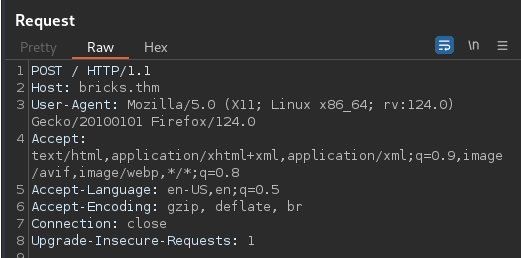 Request
Pretty Raw Hex \n
1 POST / HTTP/1.1
2 Host: bricks.thm
3 User-Agent: Mozilla/5.0 (X11; Linux x86_64; rv:124.0)
Gecko/20100101 Firefox/124.0
4 Accept:
text/html,application/xhtml+xml,application/xml;q=0.9,image
/avif,image/webp,*/*;q=0.8
5 Accept-Language: en-US,en;q=0.5
6 Accept-Encoding: gzip, deflate, br
7 Connection: close
8 Upgrade-Insecure-Requests: 1
9